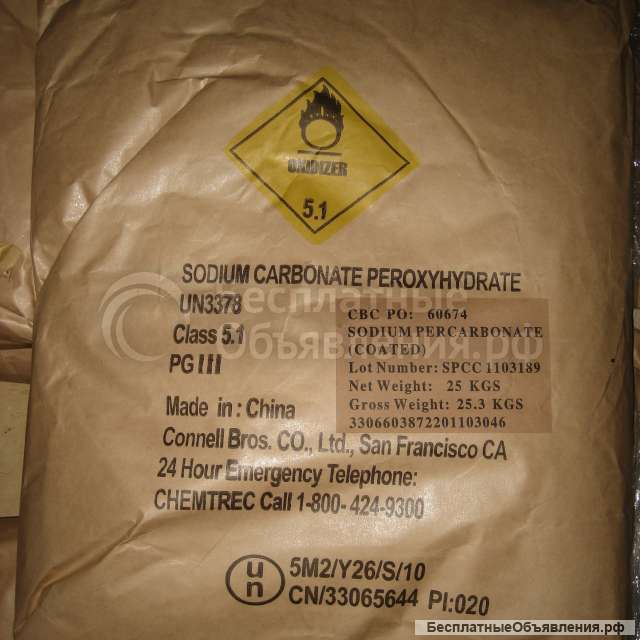 OXIDIZER
5.1
SODIUM CARBONATE PEROXYHYDRATE
UN3378
Class 5.1
PG III
CBC PO: 60674
SODIUM PERCARBONATE
(COATED)
Lot Number: SPCC 1103189
Net Weight: 25 KGS
Gross Weight: 25.3 KGS
3306603872201103046
Made in : China
Connell Bros. CO., Ltd., San Francisco CA
24 Hour Emergency Telephone:
CHEMTREC Call 1-800- 424-9300
un
5M2/Y26/S/10
CN/33065644 PI:020
Бесплатные
Объявления.рф
БесплатныеОбъявления.рф